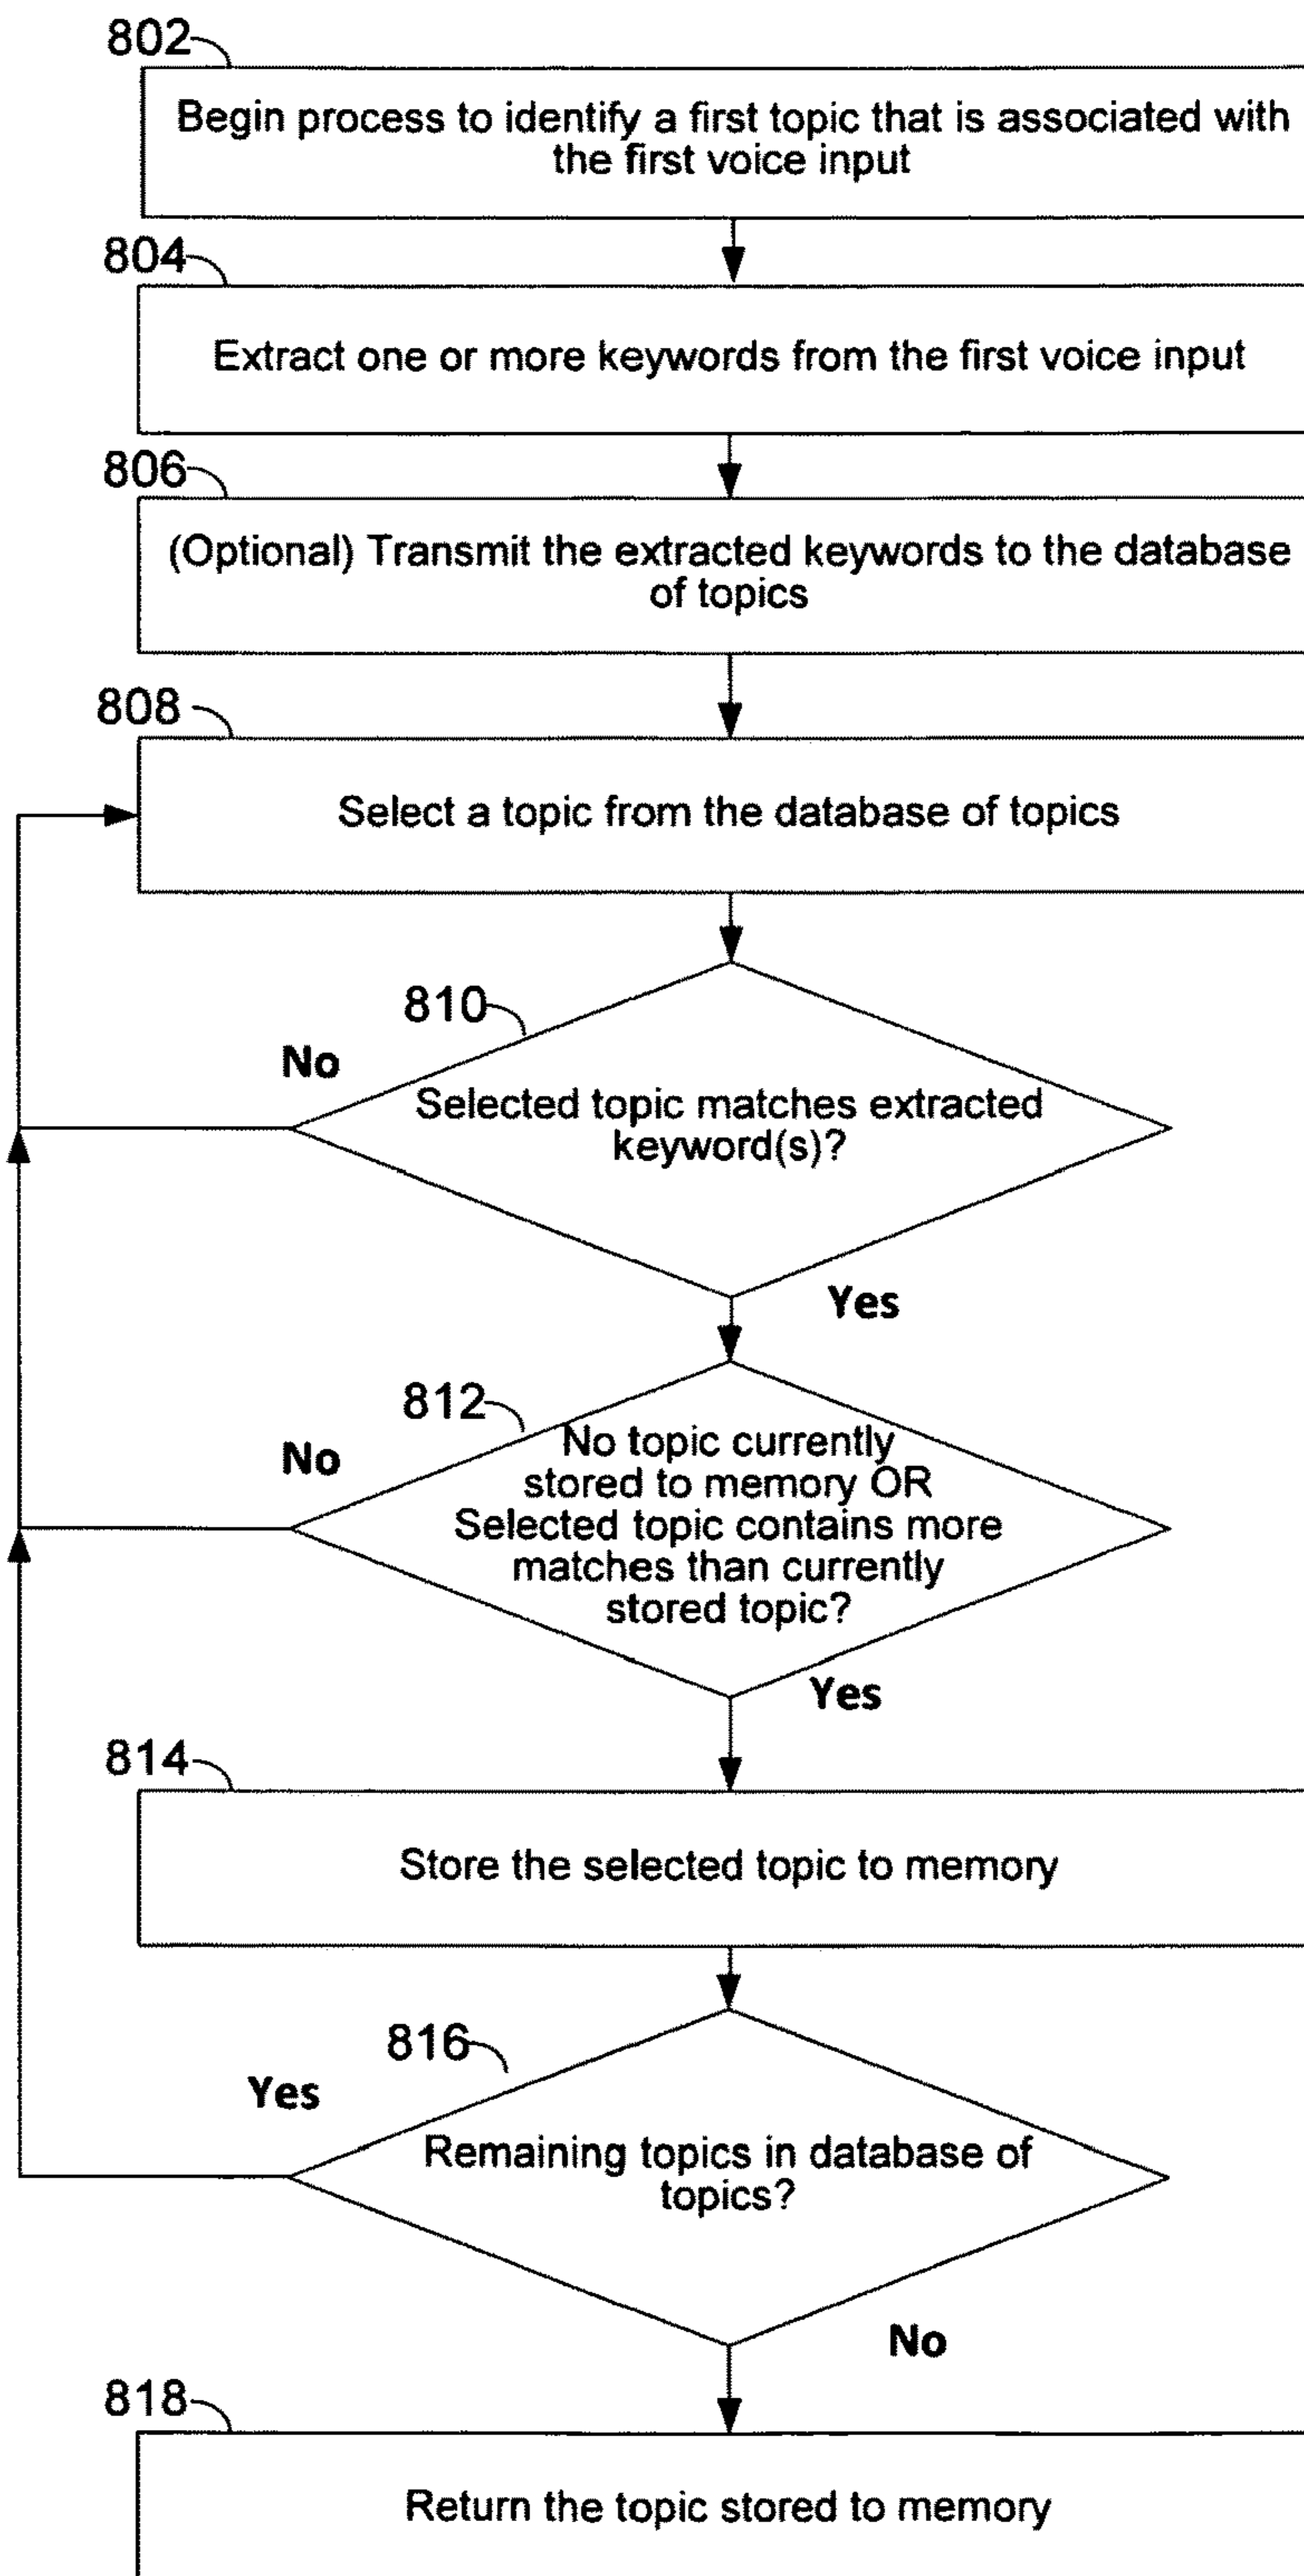 802
Begin process to identify a first topic that is associated with
the first voice input
804
Extract one or more keywords from the first voice input
806
(Optional) Transmit the extracted keywords to the database
of topics
808
Select a topic from the database of topics
810
No
Selected topic matches extracted
keyword(s)?
Yes
812
No
No topic currently
stored to memory OR
Selected topic contains more
matches than currently
stored topic?
Yes
814
Store the selected topic to memory
816
Yes
Remaining topics in database of
topics?
No
818
Return the topic stored to memory